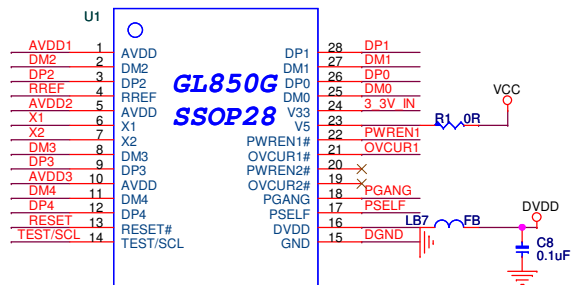 U1
AVDD1 1 AVDD DP1 28 DP1
DM2 2 DM2 DM1 27 DM1
DP2 3 DP2 DP0 26 DP0
RREF 4 RREF DM0 25 DM0
AVDD2 5 AVDD V33 24 3_3V_IN
X1 6 X1 V5 23 R1 0R VCC
X2 7 X2 PWREN1# 22 PWREN1
DM3 8 DM3 OVCUR1# 21 OVCUR1
DP3 9 DP3 PWREN2# 20
AVDD3 10 AVDD OVCUR2# 19
DM4 11 DM4 PGANG 18 PGANG
DP4 12 DP4 PSELF 17 PSELF
RESET 13 RESET# DVDD 16 LB7 FB DVDD
TEST/SCL 14 TEST/SCL GND 15 DGND
GL850G
SSOP28
C8
0.1uF